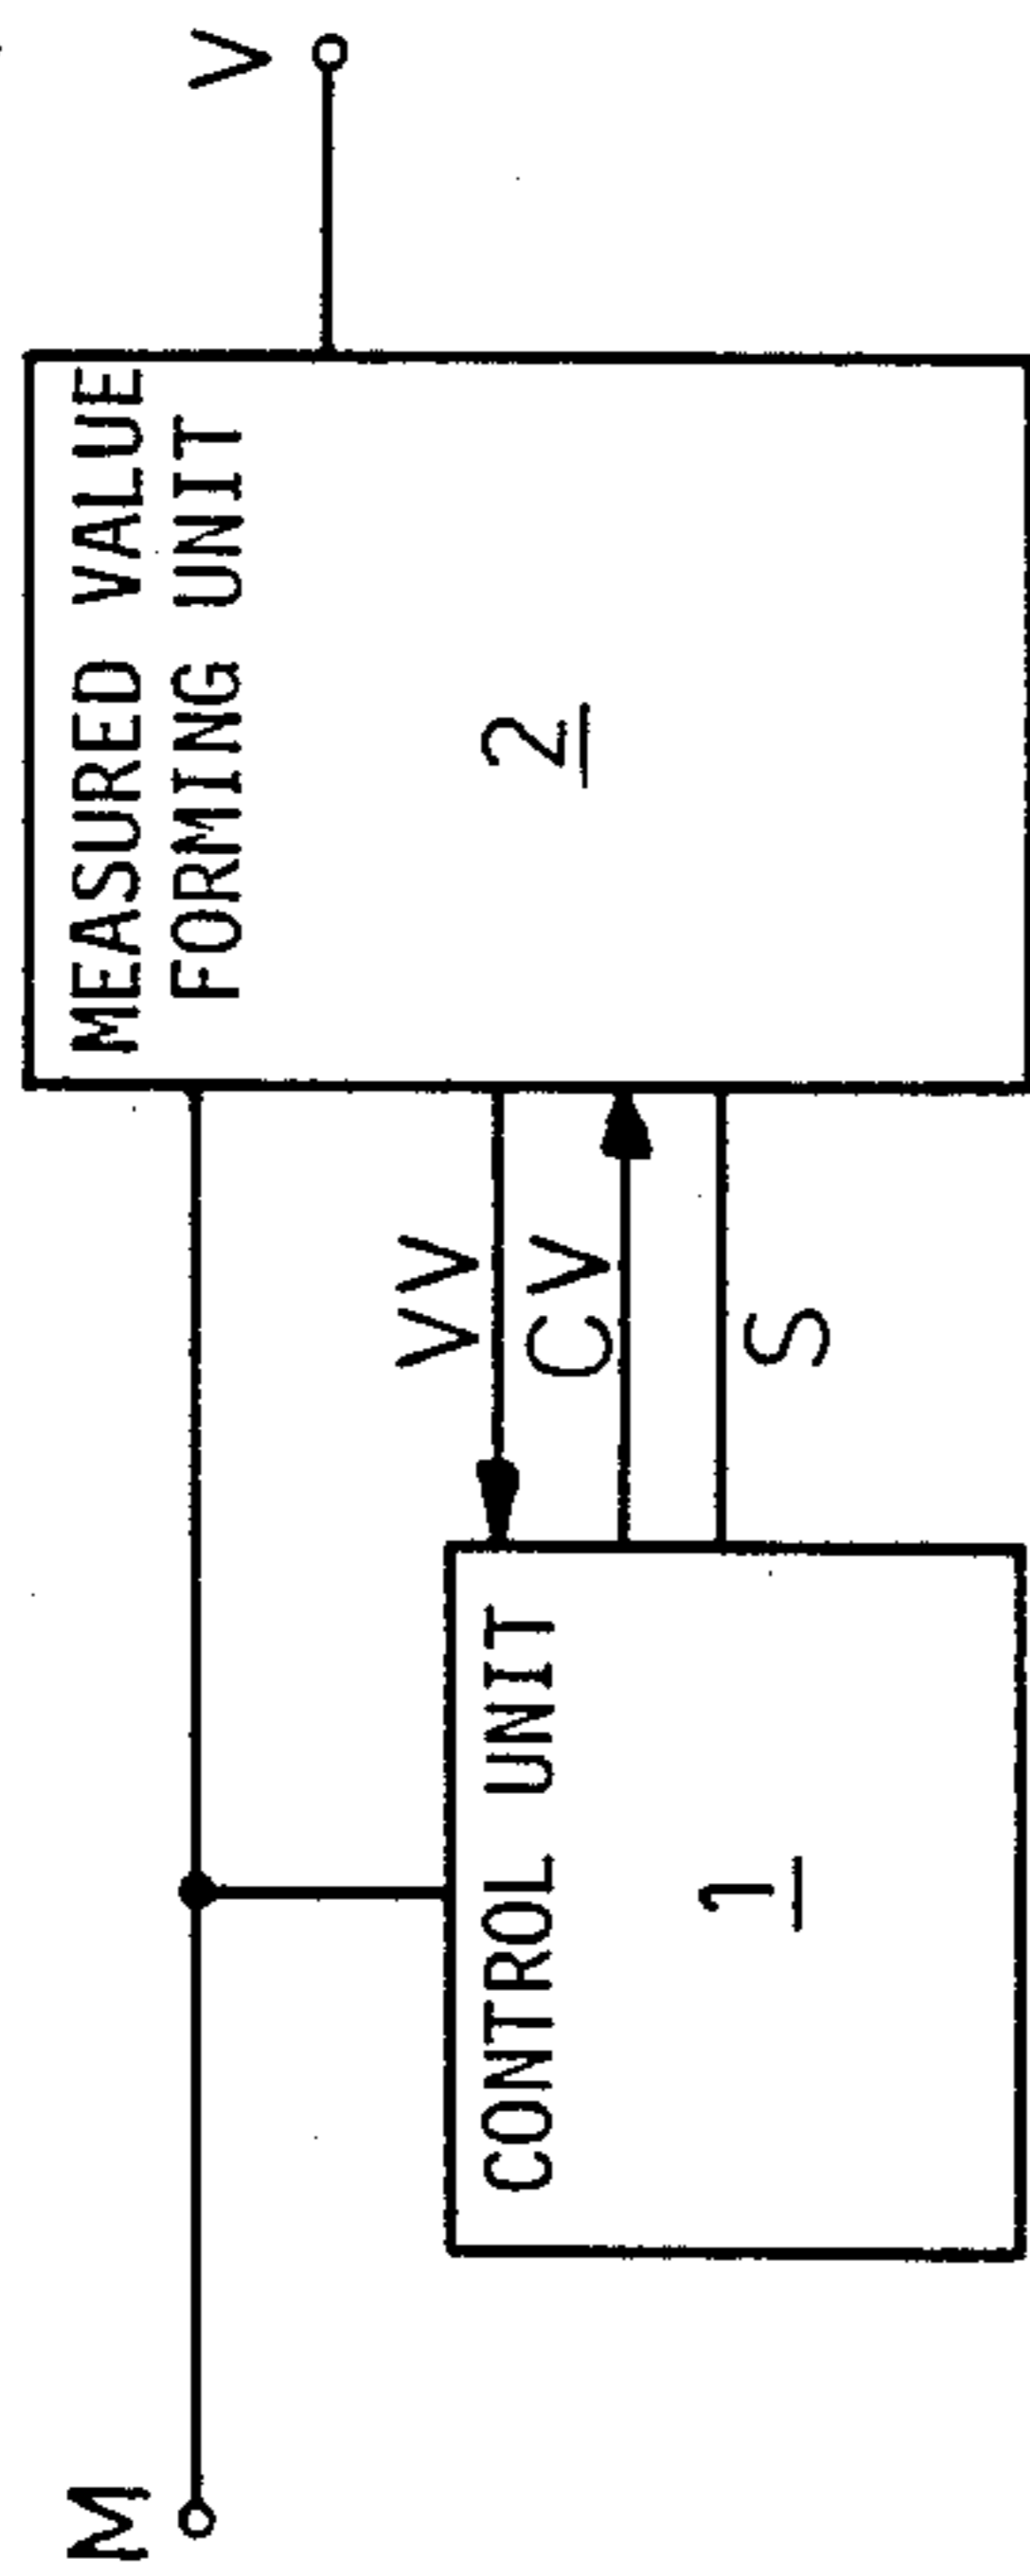 M
CONTROL UNIT
1
VV
CV
S
MEASURED VALUE
FORMING UNIT
2
V